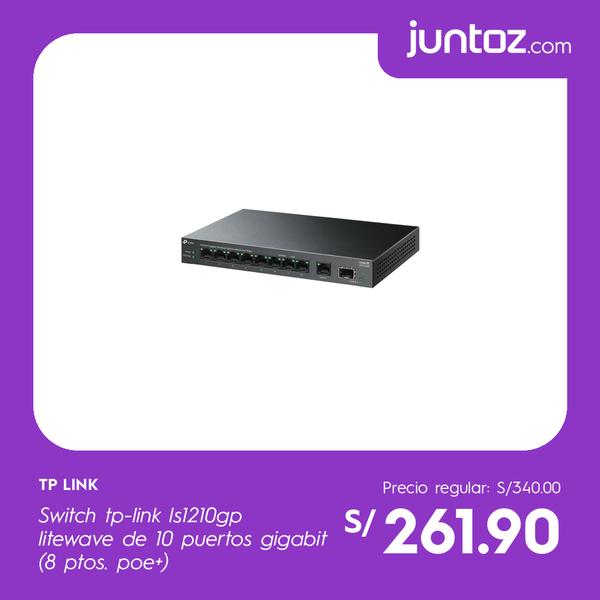 juntoz.com
TP LINK
Switch tp-link ls1210gp
litewave de 10 puertos gigabit
(8 ptos. poe+)
Precio regular: S/340.00
S/261.90